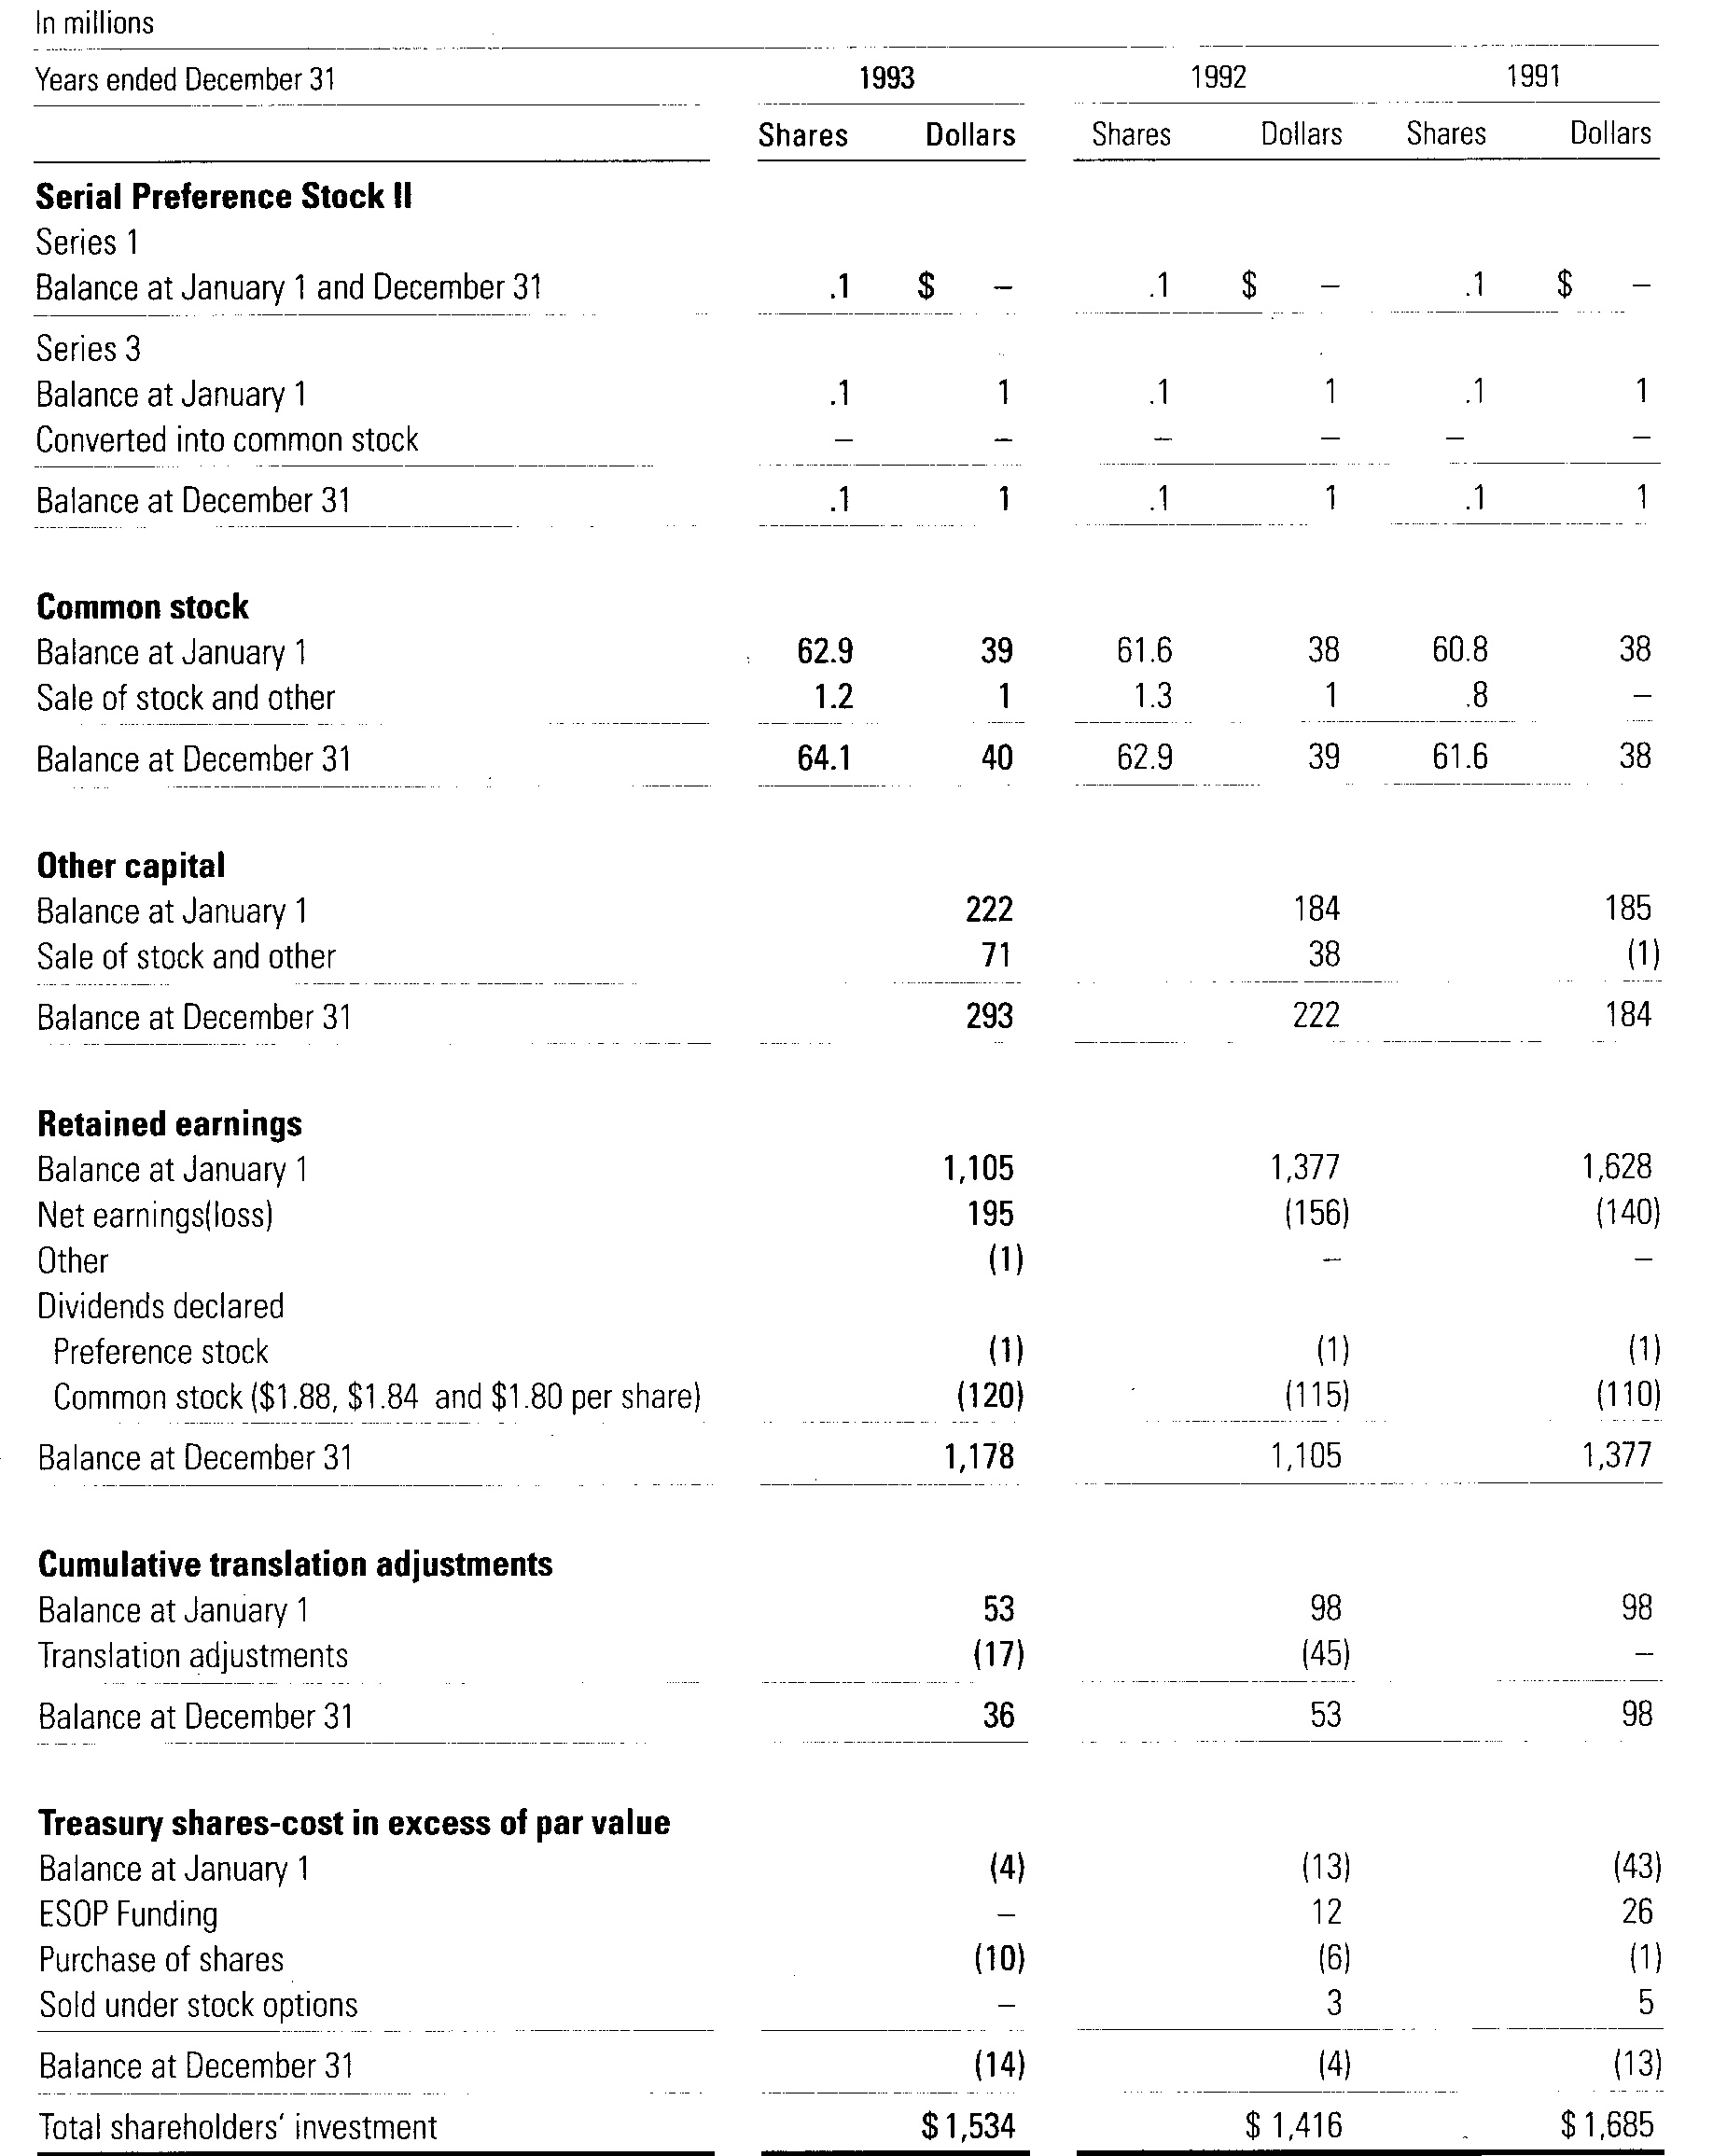 In millions
Years ended December 31 1993 1992 1991
Shares Dollars Shares Dollars Shares Dollars
Serial Preference Stock II
Series 1
Balance at January 1 and December 31 .1 $ – .1 $ – .1 $ –
Series 3
Balance at January 1 .1 1 .1 1 .1 1
Converted into common stock – – – – – –
Balance at December 31 .1 1 .1 1 .1 1
Common stock
Balance at January 1 62.9 39 61.6 38 60.8 38
Sale of stock and other 1.2 1 1.3 1 .8 –
Balance at December 31 64.1 40 62.9 39 61.6 38
Other capital
Balance at January 1 222 184 185
Sale of stock and other 71 38 (1)
Balance at December 31 293 222 184
Retained earnings
Balance at January 1 1,105 1,377 1,628
Net earnings(loss) 195 (156) (140)
Other (1) – –
Dividends declared
Preference stock (1) (1) (1)
Common stock ($1.88, $1.84 and $1.80 per share) (120) (115) (110)
Balance at December 31 1,178 1,105 1,377
Cumulative translation adjustments
Balance at January 1 53 98 98
Translation adjustments (17) (45) –
Balance at December 31 36 53 98
Treasury shares-cost in excess of par value
Balance at January 1 (4) (13) (43)
ESOP Funding – 12 26
Purchase of shares (10) (6) (1)
Sold under stock options – 3 5
Balance at December 31 (14) (4) (13)
Total shareholders' investment $1,534 $1,416 $1,685